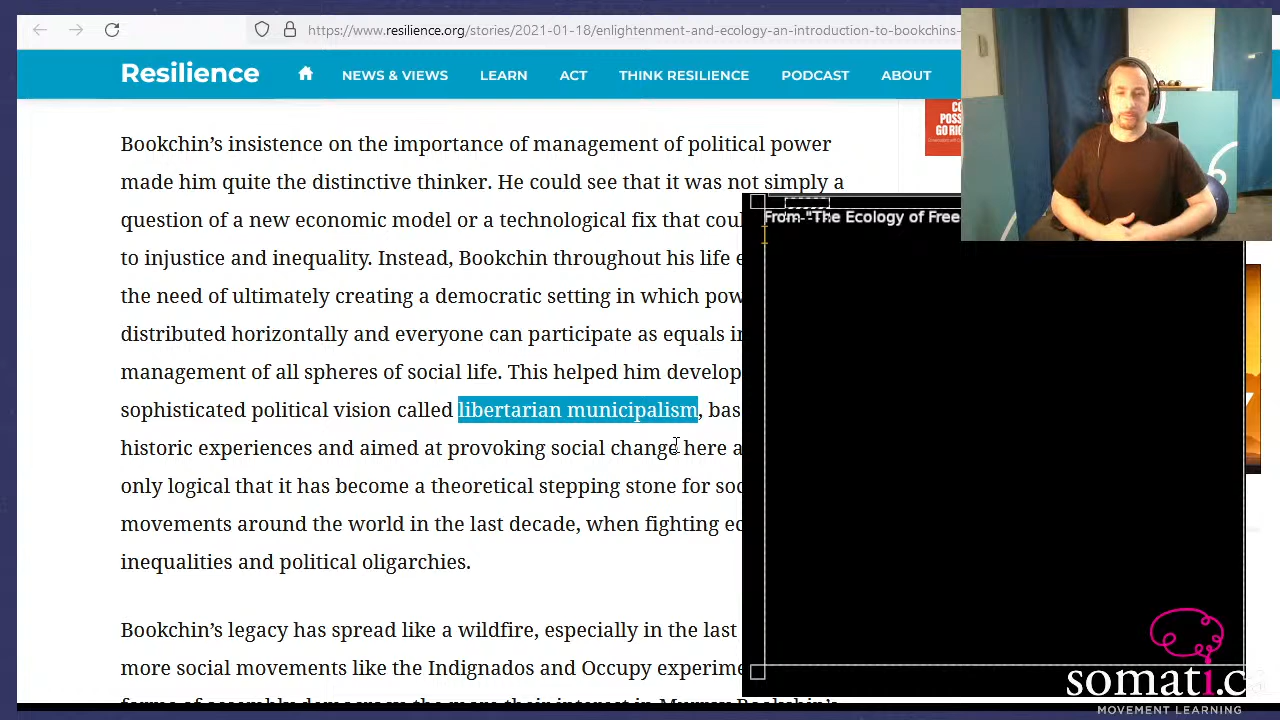 https://www.resilience.org/stories/2021-01-18/enlightenment-and-ecology-an-introduction-to-bookchins-
Resilience NEWS & VIEWS LEARN ACT THINK RESILIENCE PODCAST ABOUT
Bookchin’s insistence on the importance of management of political power
made him quite the distinctive thinker. He could see that it was not simply a
question of a new economic model or a technological fix that coul
to injustice and inequality. Instead, Bookchin throughout his life e
the need of ultimately creating a democratic setting in which pow
distributed horizontally and everyone can participate as equals in
management of all spheres of social life. This helped him develop
sophisticated political vision called libertarian municipalism, bas
historic experiences and aimed at provoking social change here a
only logical that it has become a theoretical stepping stone for soc
movements around the world in the last decade, when fighting ec
inequalities and political oligarchies.
Bookchin’s legacy has spread like a wildfire, especially in the last
more social movements like the Indignados and Occupy experime
From "The Ecology of Free
somati.c
MOVEMENT LEARNING